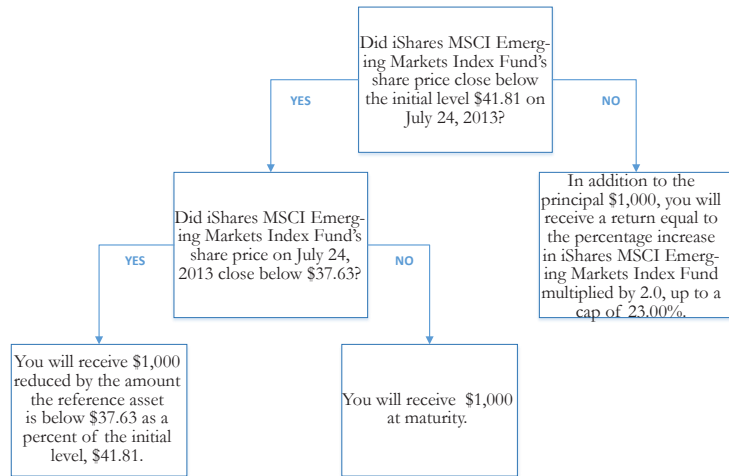 Did iShares MSCI Emerg-
ing Markets Index Fund's
share price close below
the initial level $41.81 on
July 24, 2013?
YES
NO
Did iShares MSCI Emerg-
ing Markets Index Fund's
share price on July 24,
2013 close below $37.63?
In addition to the
principal $1,000, you will
receive a return equal to
the percentage increase
in iShares MSCI Emerg-
ing Markets Index Fund
multiplied by 2.0, up to a
cap of 23.00%.
YES
NO
You will receive $1,000
reduced by the amount
the reference asset
is below $37.63 as a
percent of the initial
level, $41.81.
You will receive $1,000
at maturity.